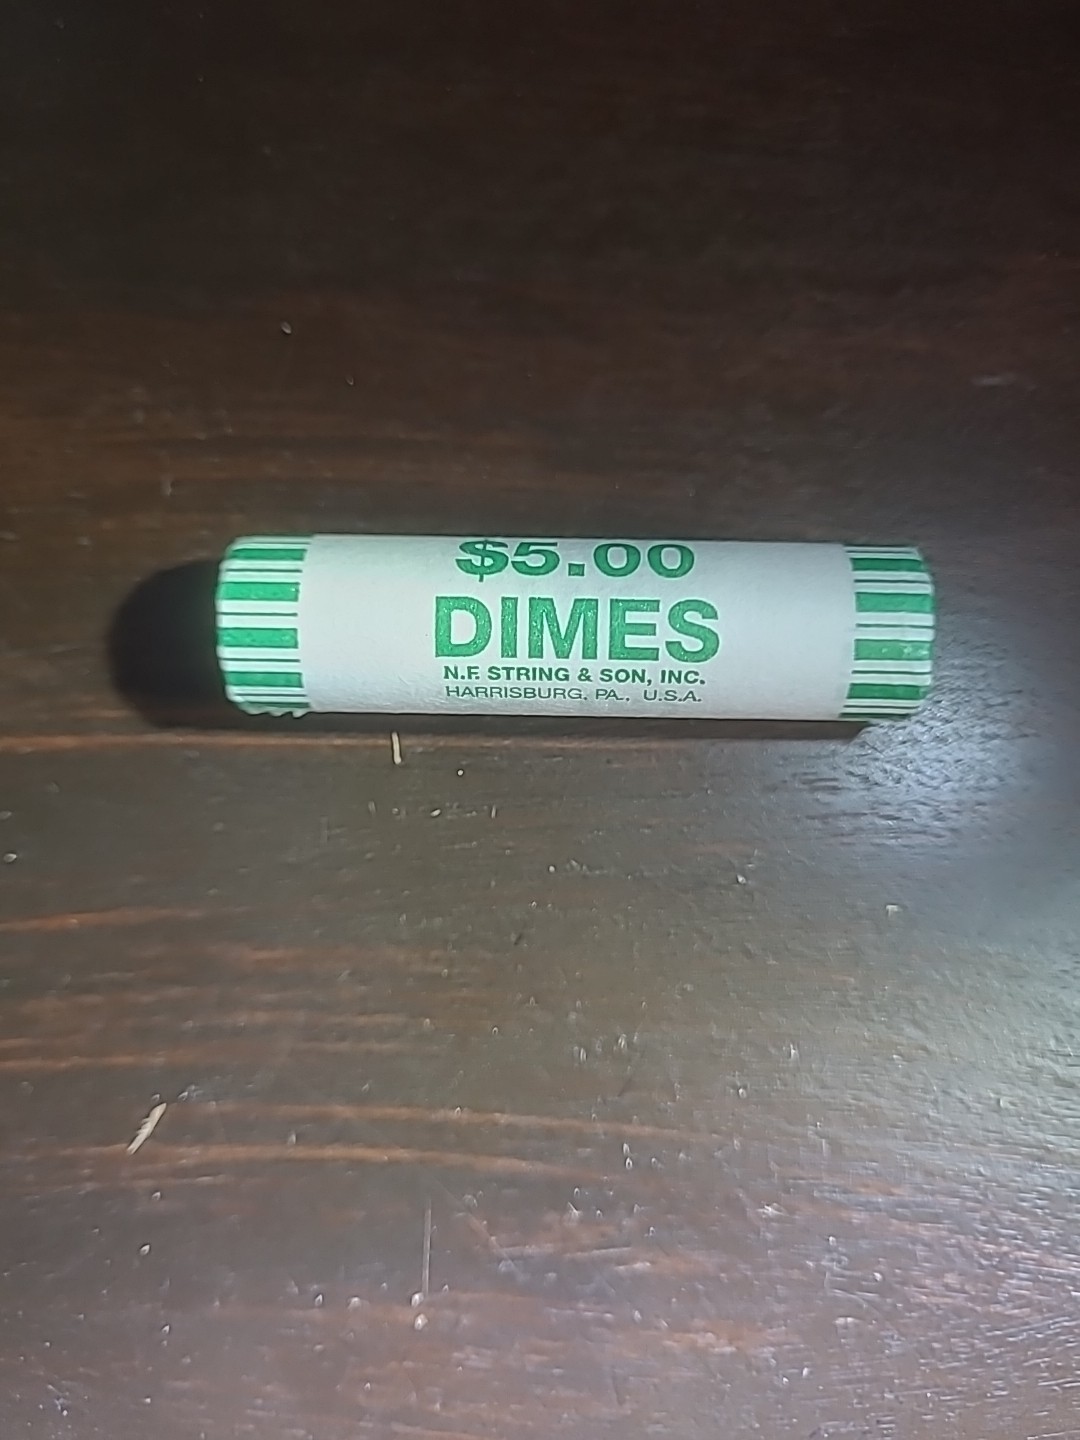 $5.00
DIMES
N.F. STRING & SON, INC.
HARRISBURG, PA., U.S.A.